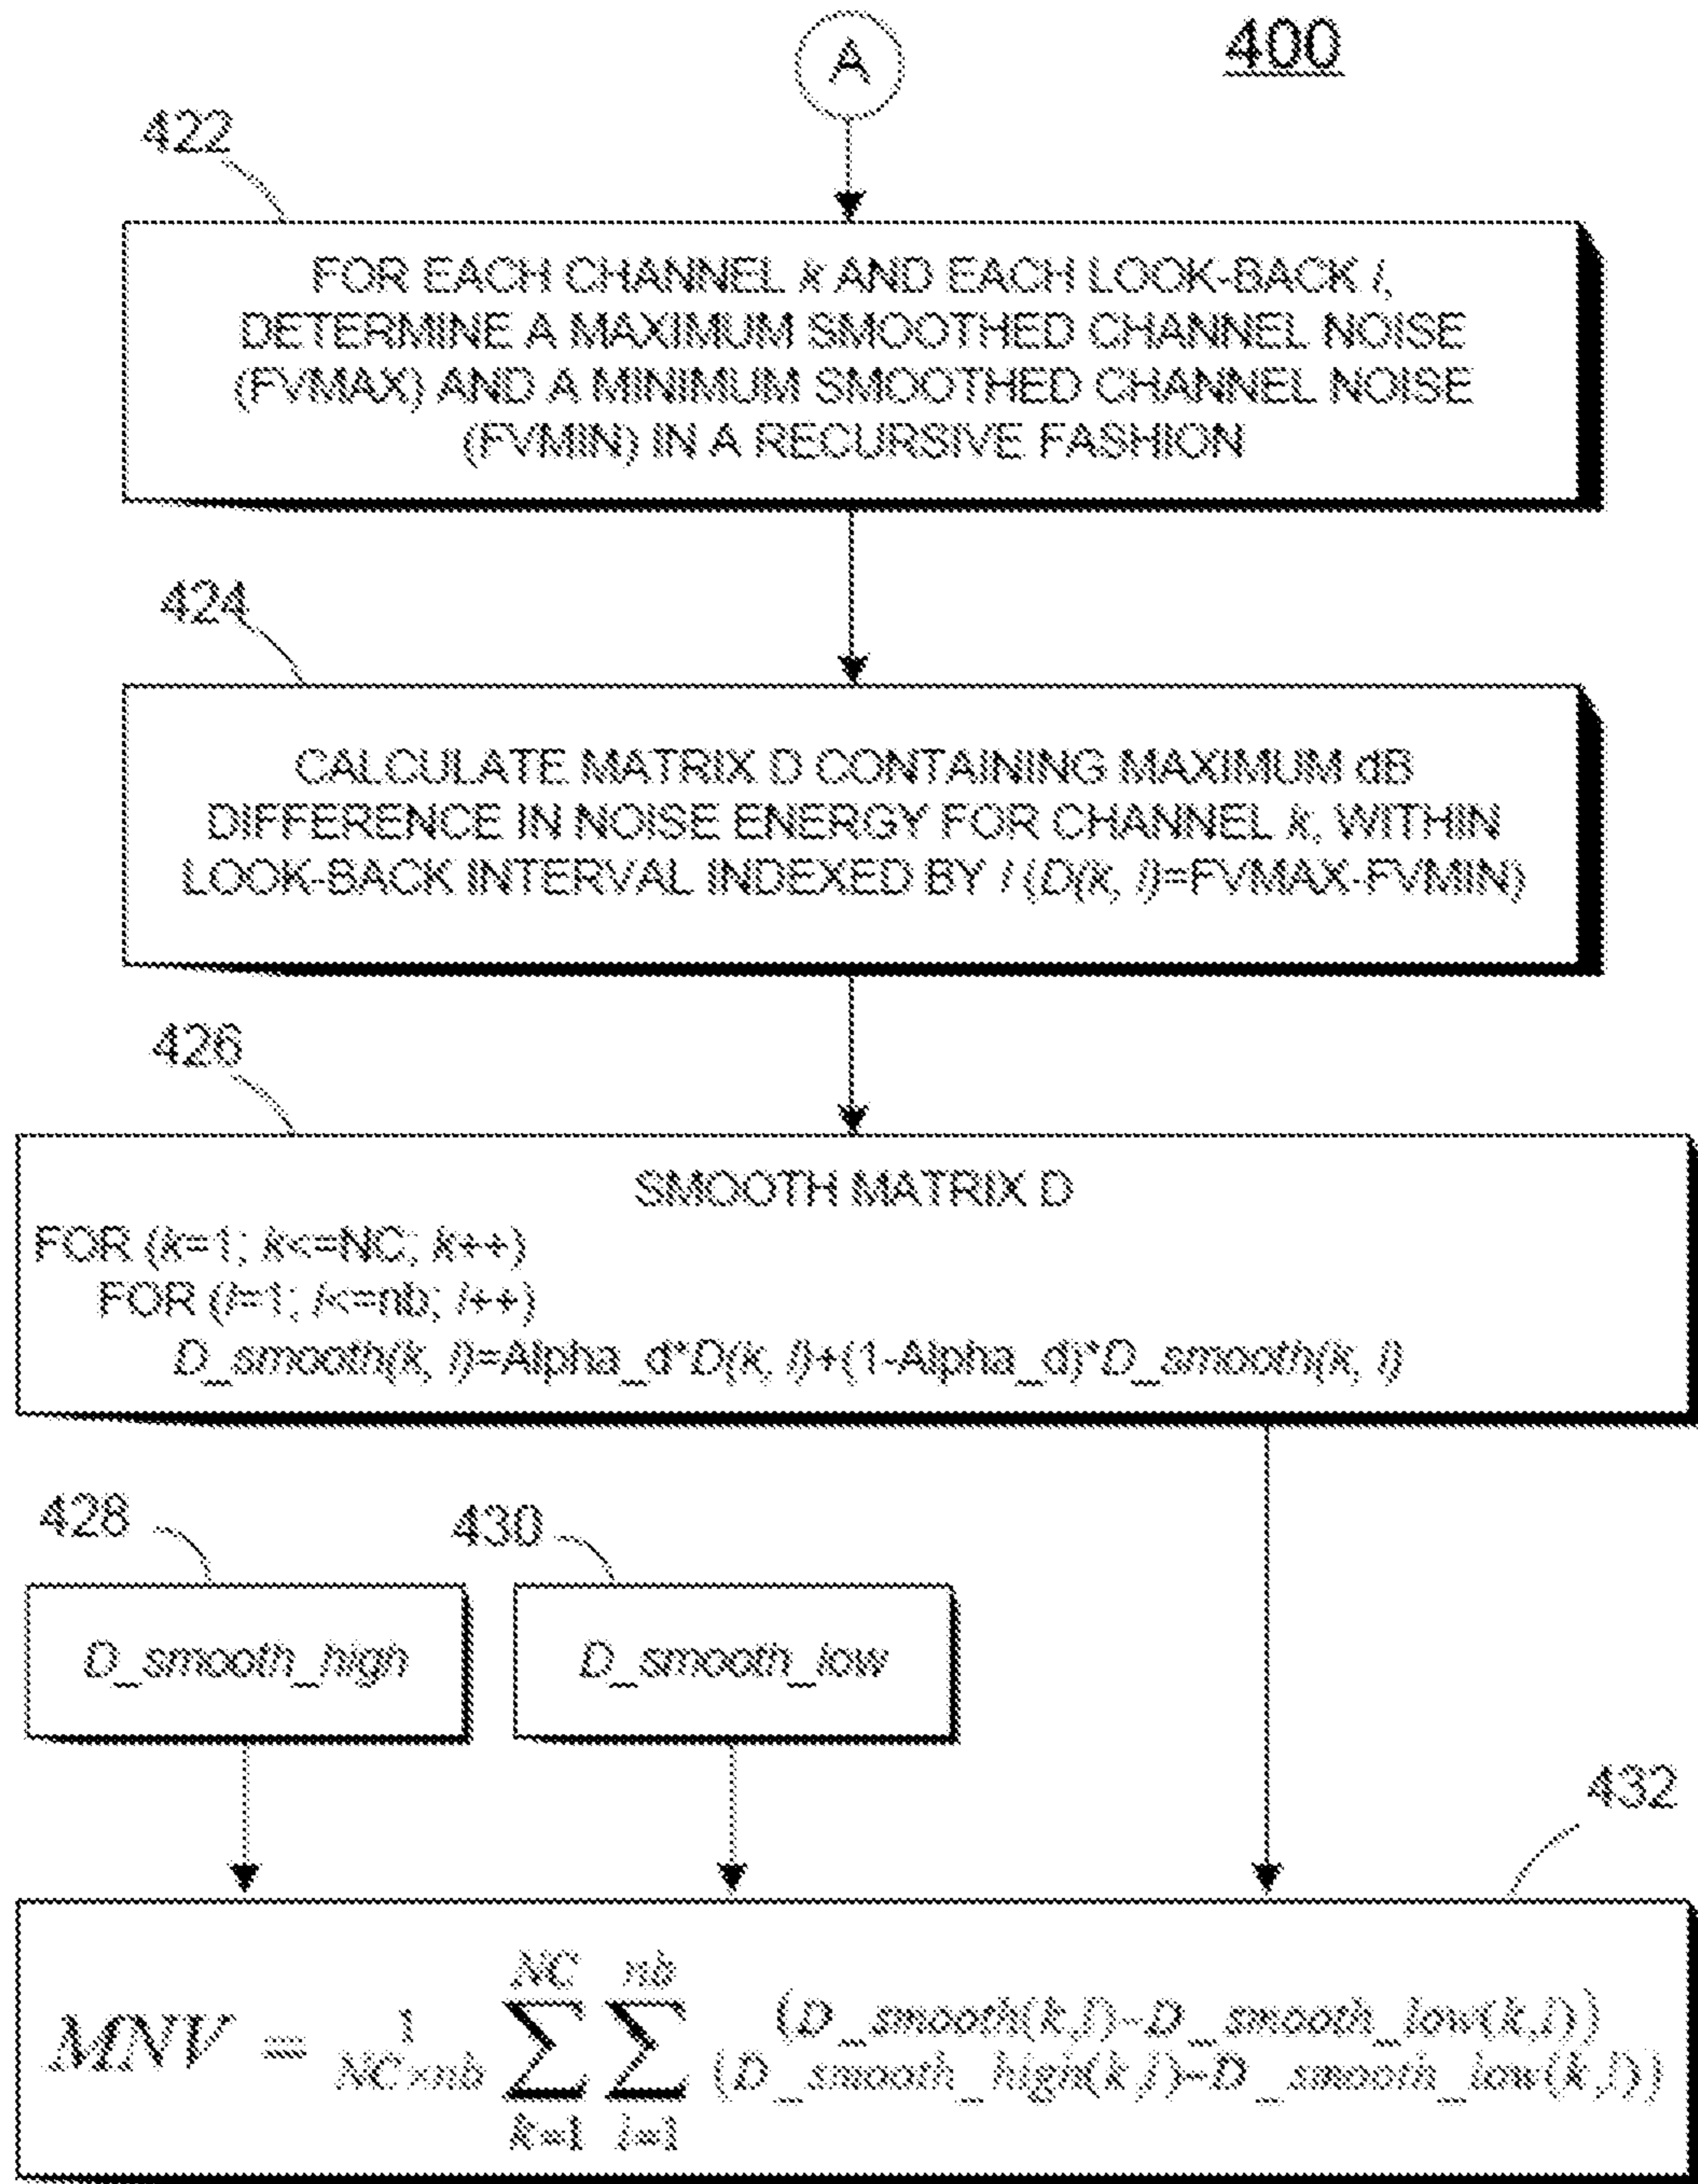 A
400
422
FOR EACH CHANNEL k AND EACH LOOK-BACK i,
DETERMINE A MAXIMUM SMOOTHED CHANNEL NOISE
(FVMAX) AND A MINIMUM SMOOTHED CHANNEL NOISE
(FVMIN) IN A RECURSIVE FASHION
424
CALCULATE MATRIX D CONTAINING MAXIMUM dB
DIFFERENCE IN NOISE ENERGY FOR CHANNEL k, WITHIN
LOOK-BACK INTERVAL INDEXED BY i (D(k, i)=FVMAX-FVMIN)
426
SMOOTH MATRIX D
FOR (k=1; k<=NC; k++)
FOR (i=1; i<=nb; i++)
D_smooth(k, i)=Alpha_d*D(k, i)+(1-Alpha_d)*D_smooth(k, i)
428
430
D_smooth_high
D_smooth_low
432
MNV = 1/(NC×nb) ∑_{k=1}^{NC} ∑_{i=1}^{nb} (D_smooth(k,i)-D_smooth_low(k,i)) / (D_smooth_high(k,i)-D_smooth_low(k,i))